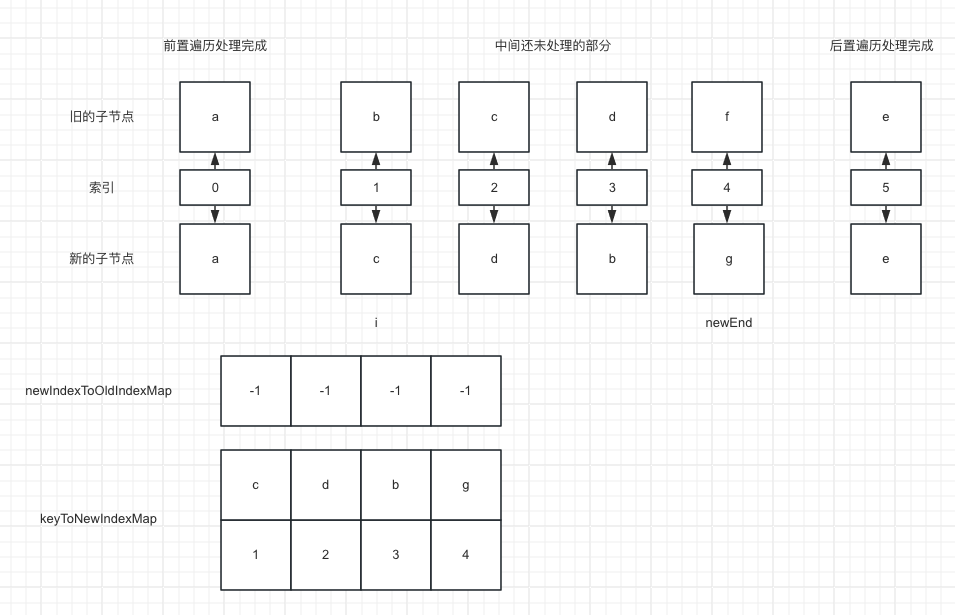 前置遍历处理完成 中间还未处理的部分 后置遍历处理完成
旧的子节点 a b c d f e
索引 0 1 2 3 4 5
新的子节点 a c d b g e
i newEnd
newIndexToOldIndexMap -1 -1 -1 -1
c d b g
keyToNewIndexMap
1 2 3 4